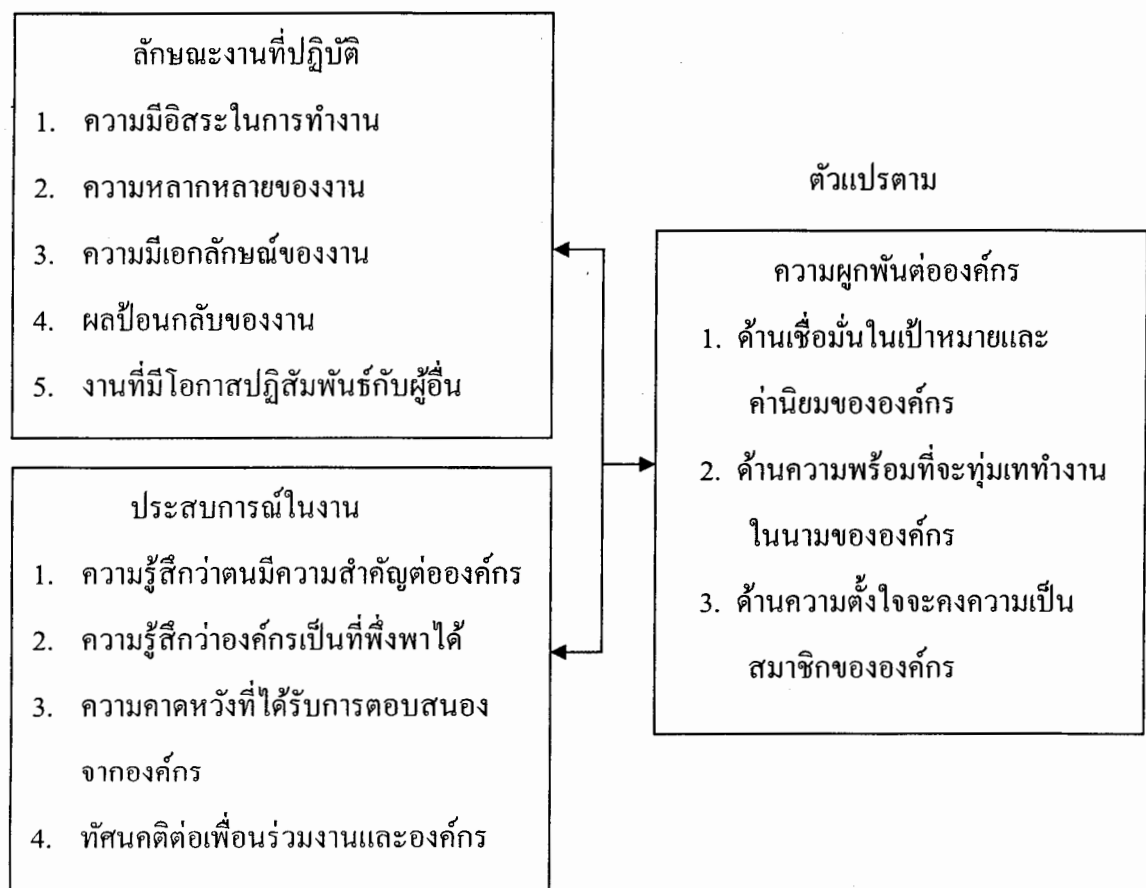 ลักษณะงานที่ปฏิบัติ
1. ความมีอิสระในการทำงาน
2. ความหลากหลายของงาน
3. ความมีเอกลักษณ์ของงาน
4. ผลป้อนกลับของงาน
5. งานที่มีโอกาสปฏิสัมพันธ์กับผู้อื่น
ประสบการณ์ในงาน
1. ความรู้สึกว่าตนมีความสำคัญต่อองค์กร
2. ความรู้สึกว่าองค์กรเป็นที่พึ่งพาได้
3. ความคาดหวังที่ได้รับการตอบสนอง
จากองค์กร
4. ทัศนคติต่อเพื่อนร่วมงานและองค์กร
ตัวแปรตาม
ความผูกพันต่อองค์กร
1. ด้านเชื่อมั่นในเป้าหมายและ
ค่านิยมขององค์กร
2. ด้านความพร้อมที่จะทุ่มเททำงาน
ในนามขององค์กร
3. ด้านความตั้งใจจะคงความเป็น
สมาชิกขององค์กร